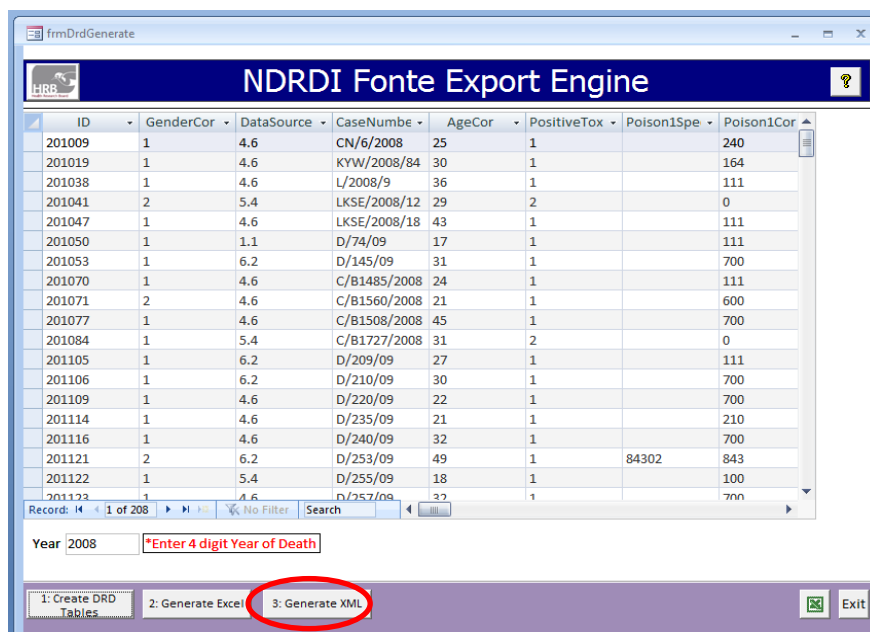 frmDrdGenerate
HRB NDRDI Fonte Export Engine ?
ID GenderCor DataSource CaseNumbe AgeCor PositiveTox Poison1Spe Poison1Cor
201009 1 4.6 CN/6/2008 25 1 240
201019 1 4.6 KYW/2008/84 30 1 164
201038 1 4.6 L/2008/9 36 1 111
201041 2 5.4 LKSE/2008/12 29 2 0
201047 1 4.6 LKSE/2008/18 43 1 111
201050 1 1.1 D/74/09 17 1 111
201053 1 6.2 D/145/09 31 1 700
201070 1 4.6 C/B1485/2008 24 1 111
201071 2 4.6 C/B1560/2008 21 1 600
201077 1 4.6 C/B1508/2008 45 1 700
201084 1 5.4 C/B1727/2008 31 2 0
201105 1 6.2 D/209/09 27 1 111
201106 1 6.2 D/210/09 30 1 700
201109 1 4.6 D/220/09 22 1 700
201114 1 4.6 D/235/09 21 1 210
201116 1 4.6 D/240/09 32 1 700
201121 2 6.2 D/253/09 49 1 84302 843
201122 1 5.4 D/255/09 18 1 100
201123 1 4.6 D/257/09 32 1 700
Record: 1 of 208 No Filter Search
Year 2008 *Enter 4 digit Year of Death
1: Create DRD Tables 2: Generate Excel 3: Generate XML Exit